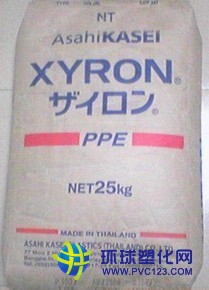 NT
AsahiKASEI
XYRON®
ザイロン®
PPE
NET25kg
MADE IN THAILAND
ASAHI KASEI PLASTICS (THAILAND) CO., LTD.
环球塑化网
WWW.PVC123.COM